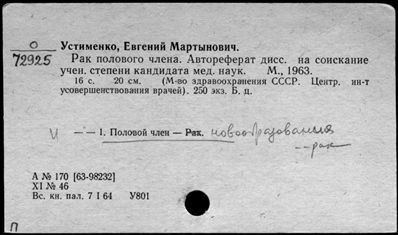 О
72925
Устименко, Евгений Мартынович.
Рак полового члена. Автореферат дисс. на соискание
учен. степени кандидата мед. наук. М., 1963.
16 с. 20 см. (М-во здравоохранения СССР. Центр. ин-т
усовершенствования врачей). 250 экз. Б. ц.
И — — 1. Половой член — Рак. новообразования
-- рак
А № 170 [63-98232]
XI № 46
Вс. кн. пал. 7 I 64 У801
П